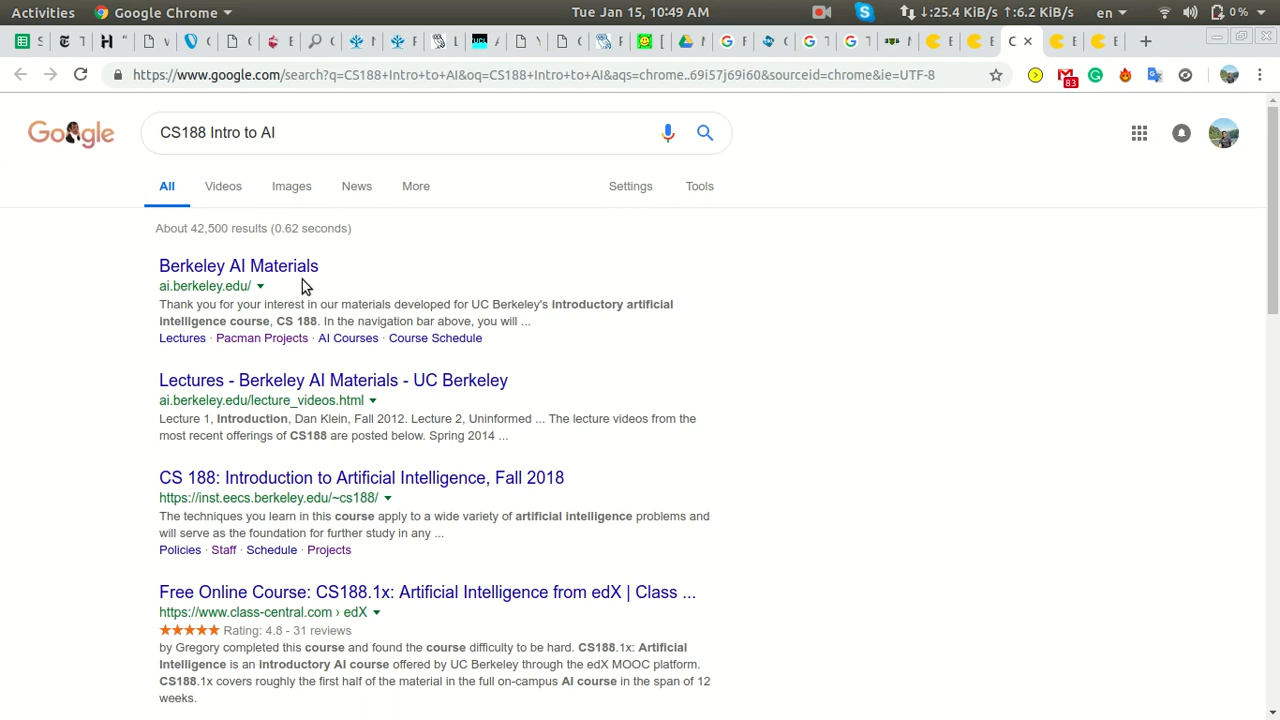 Activities Google Chrome Tue Jan 15, 10:49 AM ↓:25.4 KiB/s ↑:6.2 KiB/s en 0 %
https://www.google.com/search?q=CS188+Intro+to+AI&oq=CS188+Intro+to+AI&aqs=chrome..69i57j69i60&sourceid=chrome&ie=UTF-8 83
Google CS188 Intro to AI
All Videos Images News More Settings Tools
About 42,500 results (0.62 seconds)
Berkeley AI Materials
ai.berkeley.edu/
Thank you for your interest in our materials developed for UC Berkeley's introductory artificial
intelligence course, CS 188. In the navigation bar above, you will ...
Lectures · Pacman Projects · AI Courses · Course Schedule
Lectures - Berkeley AI Materials - UC Berkeley
ai.berkeley.edu/lecture_videos.html
Lecture 1, Introduction, Dan Klein, Fall 2012. Lecture 2, Uninformed ... The lecture videos from the
most recent offerings of CS188 are posted below. Spring 2014 ...
CS 188: Introduction to Artificial Intelligence, Fall 2018
https://inst.eecs.berkeley.edu/~cs188/
The techniques you learn in this course apply to a wide variety of artificial intelligence problems and
will serve as the foundation for further study in any ...
Policies · Staff · Schedule · Projects
Free Online Course: CS188.1x: Artificial Intelligence from edX | Class ...
https://www.class-central.com › edX
Rating: 4.8 - 31 reviews
by Gregory completed this course and found the course difficulty to be hard. CS188.1x: Artificial
Intelligence is an introductory AI course offered by UC Berkeley through the edX MOOC platform.
CS188.1x covers roughly the first half of the material in the full on-campus AI course in the span of 12
weeks.